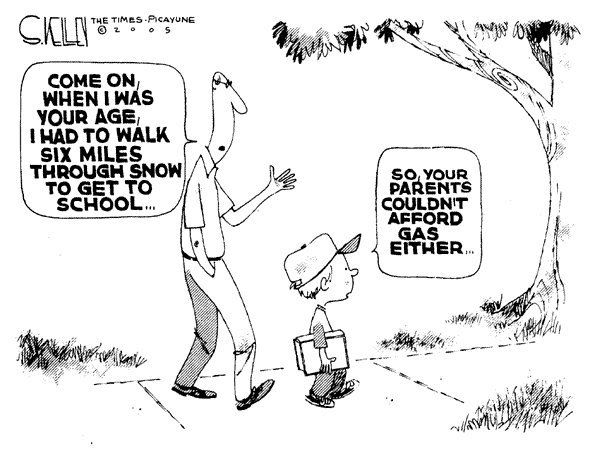 S.KELLEY
THE TIMES-PICAYUNE
© 2005
COME ON,
WHEN I WAS
YOUR AGE,
I HAD TO WALK
SIX MILES
THROUGH SNOW
TO GET TO
SCHOOL...
SO, YOUR
PARENTS
COULDN'T
AFFORD
GAS
EITHER...